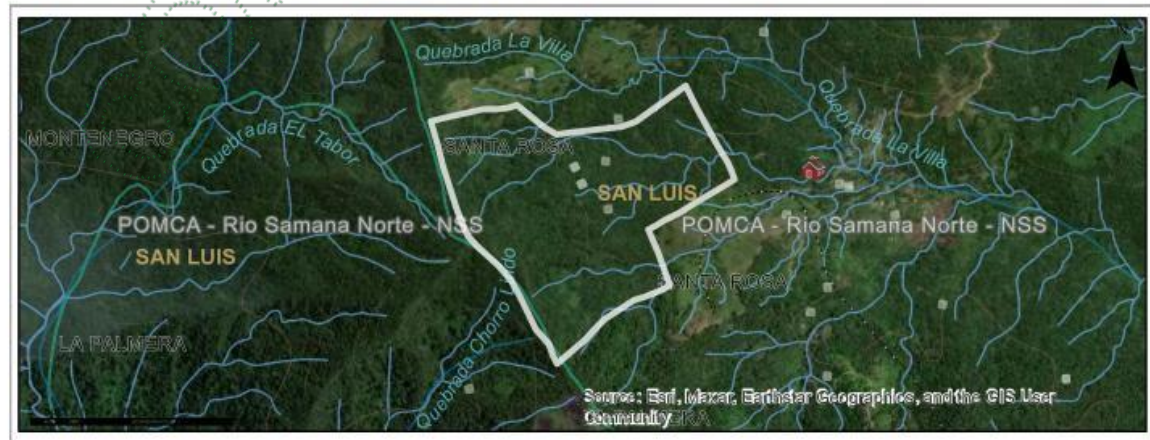 Quebrada La Villa
MONTENEGRO
Quebrada EL Tabor
SANTA ROSA
Quebrada La Villa
SAN LUIS
POMCA - Rio Samana Norte - NSS
POMCA - Rio Samana Norte - NSS
SAN LUIS
SANTA ROSA
LA PALMERA
Quebrada Chorro Lindo
Source: Esri, Maxar, Earthstar Geographics, and the GIS User
Community